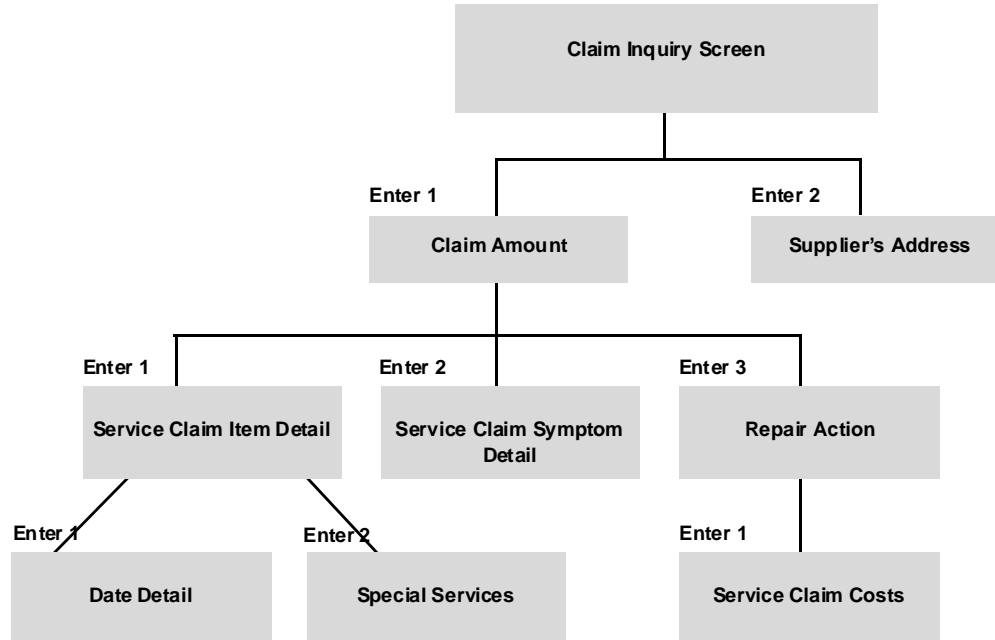 Claim Inquiry Screen
Enter 1
Enter 2
Claim Amount
Supplier’s Address
Enter 1
Enter 2
Enter 3
Service Claim Item Detail
Service Claim Symptom
Detail
Repair Action
Enter 1
Enter 2
Enter 1
Date Detail
Special Services
Service Claim Costs